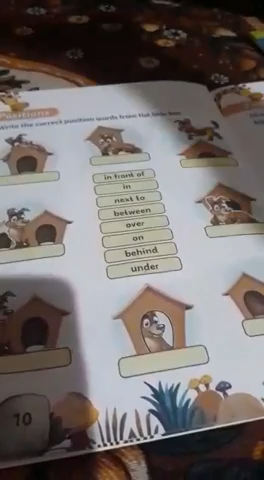 Positions
Write the correct position words from the
in front of
in
next to
between
over
on
behind
under
10